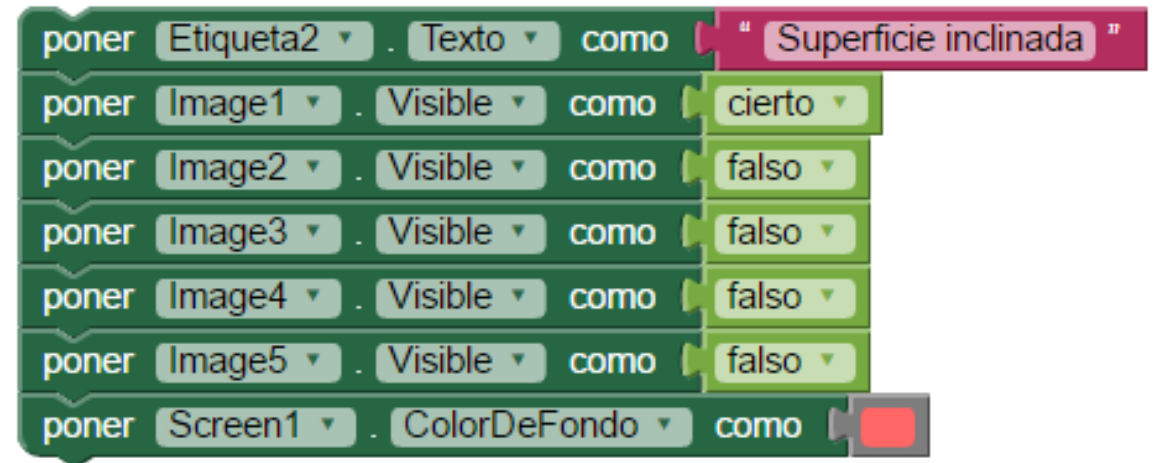 poner Etiqueta2 . Texto como " Superficie inclinada "
poner Image1 . Visible como cierto
poner Image2 . Visible como falso
poner Image3 . Visible como falso
poner Image4 . Visible como falso
poner Image5 . Visible como falso
poner Screen1 . ColorDeFondo como